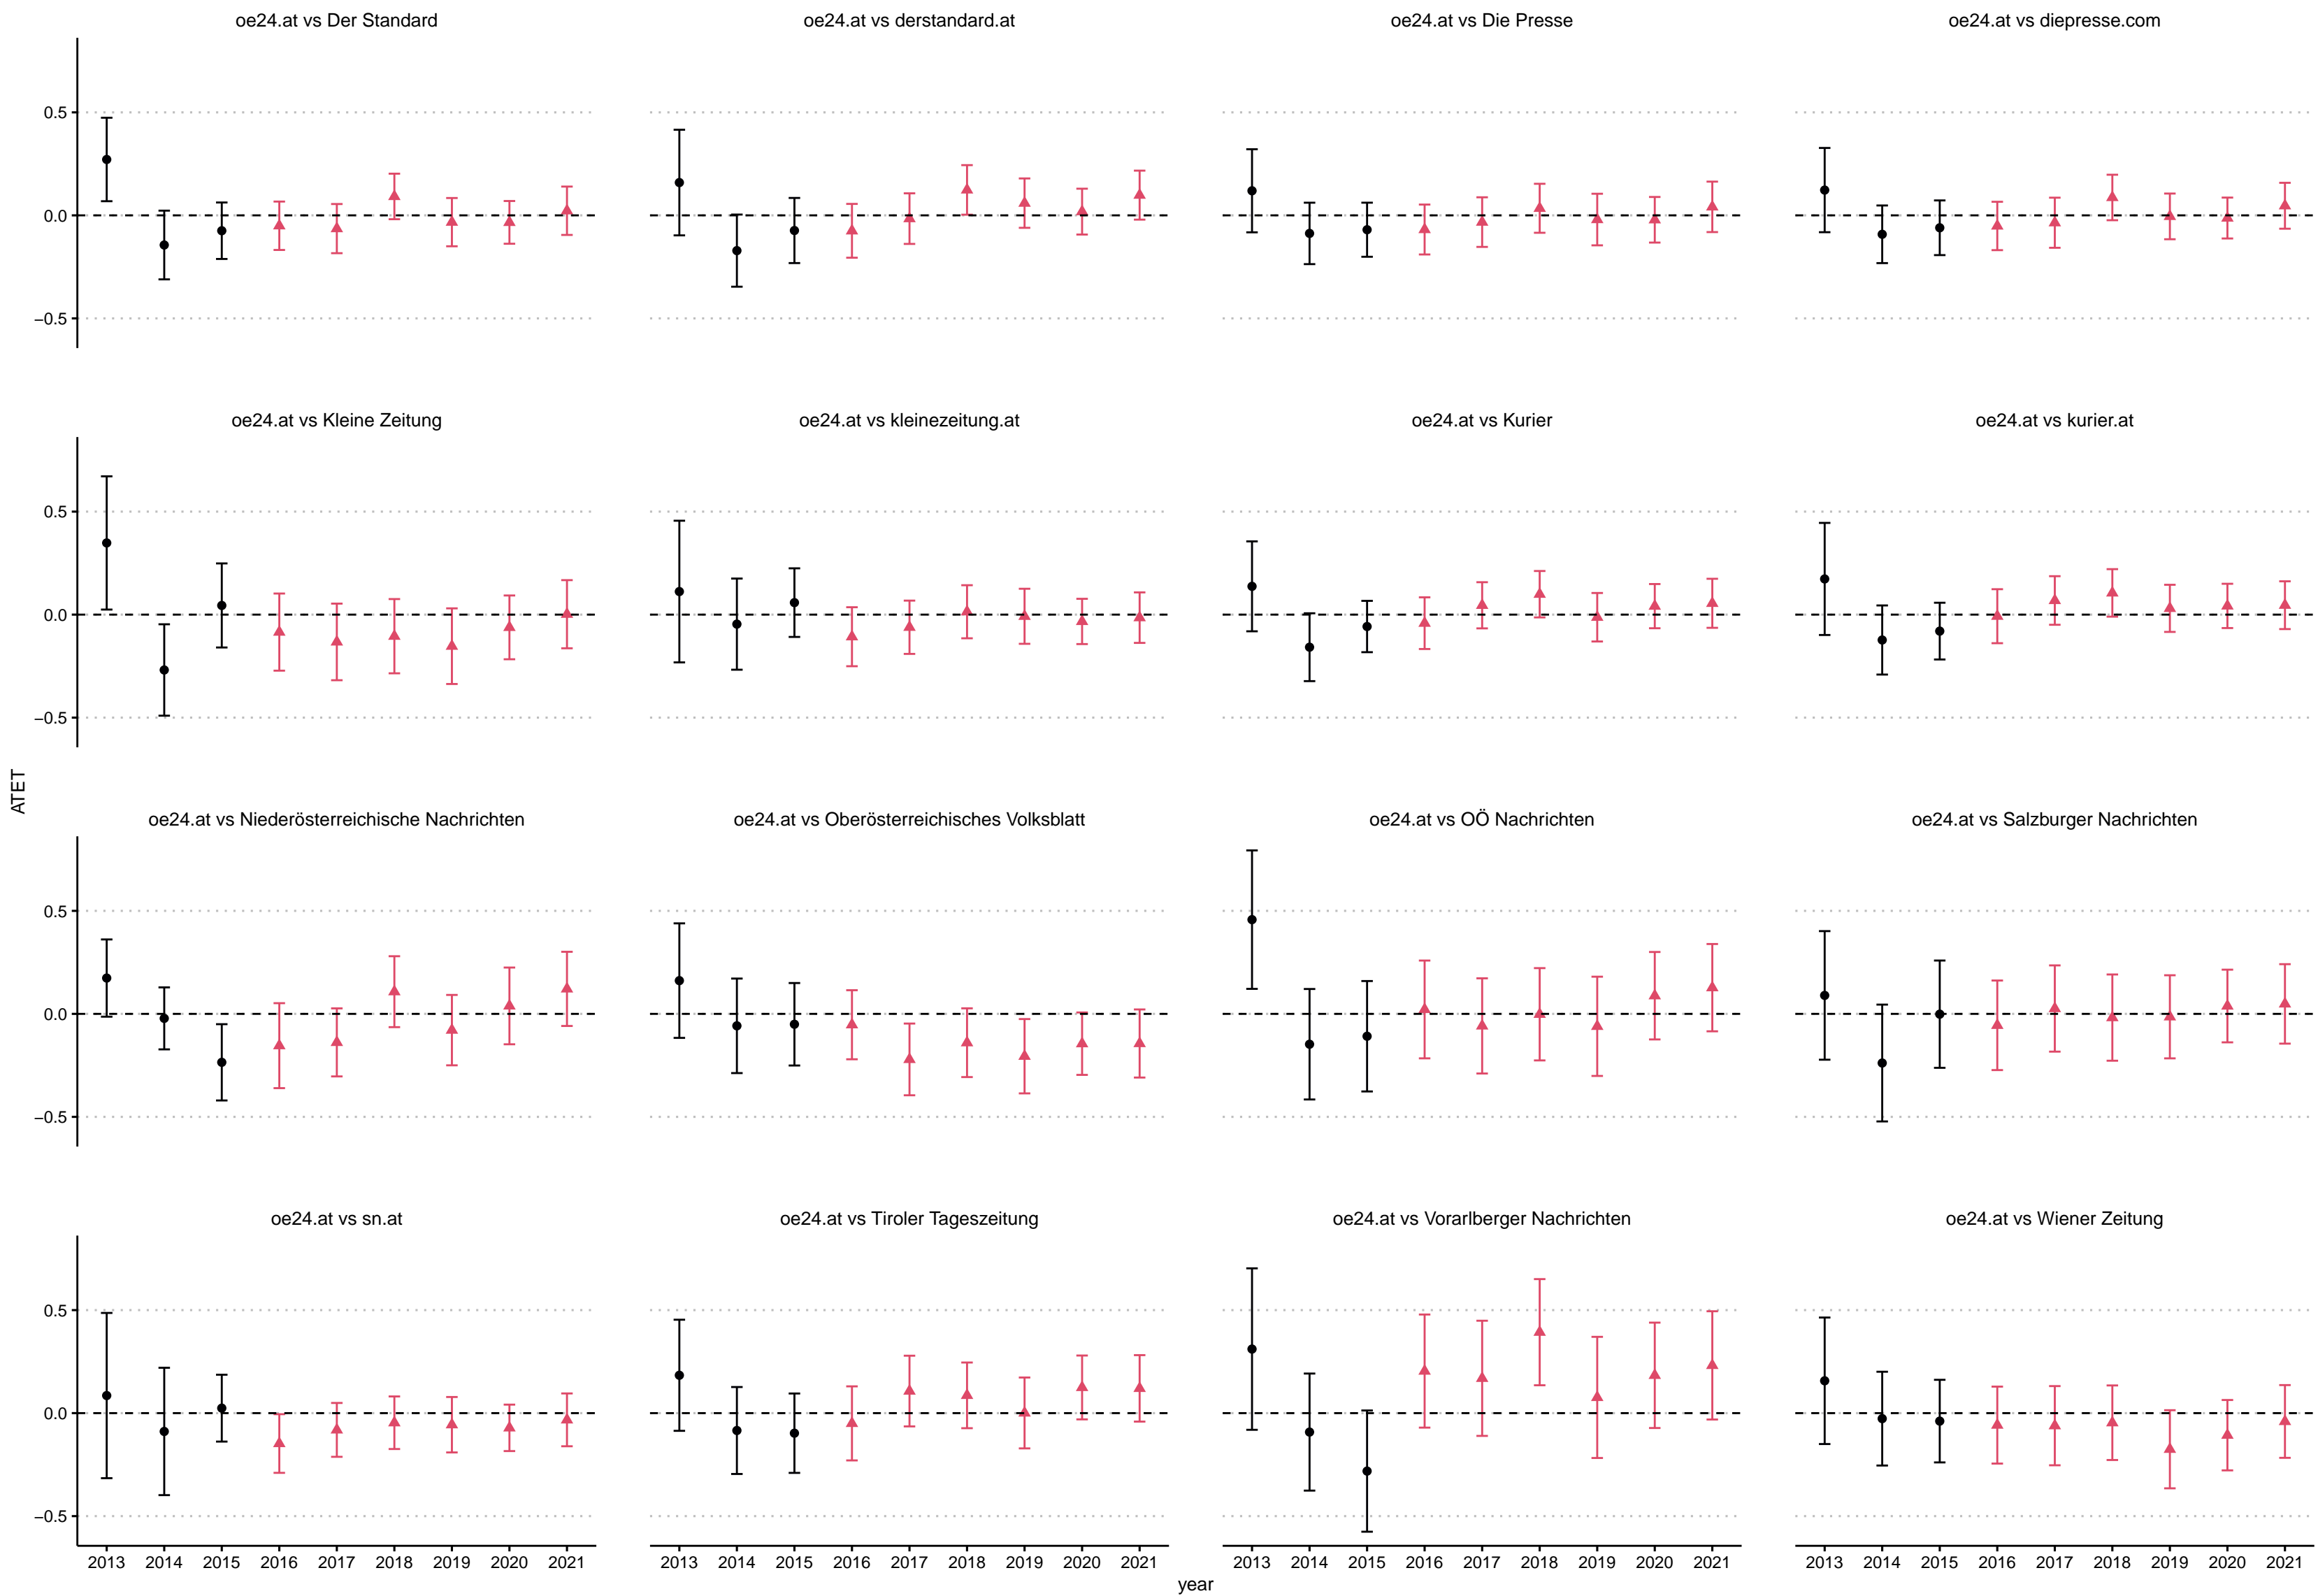 oe24.at vs Der Standard
oe24.at vs derstandard.at
oe24.at vs Die Presse
oe24.at vs diepresse.com
0.5
0.0
−0.5
oe24.at vs Kleine Zeitung
oe24.at vs kleinezeitung.at
oe24.at vs Kurier
oe24.at vs kurier.at
0.5
0.0
−0.5
ATET
oe24.at vs Niederösterreichische Nachrichten
oe24.at vs Oberösterreichisches Volksblatt
oe24.at vs OÖ Nachrichten
oe24.at vs Salzburger Nachrichten
0.5
0.0
−0.5
oe24.at vs sn.at
oe24.at vs Tiroler Tageszeitung
oe24.at vs Vorarlberger Nachrichten
oe24.at vs Wiener Zeitung
0.5
0.0
−0.5
2013 2014 2015 2016 2017 2018 2019 2020 2021
2013 2014 2015 2016 2017 2018 2019 2020 2021
2013 2014 2015 2016 2017 2018 2019 2020 2021
2013 2014 2015 2016 2017 2018 2019 2020 2021
year